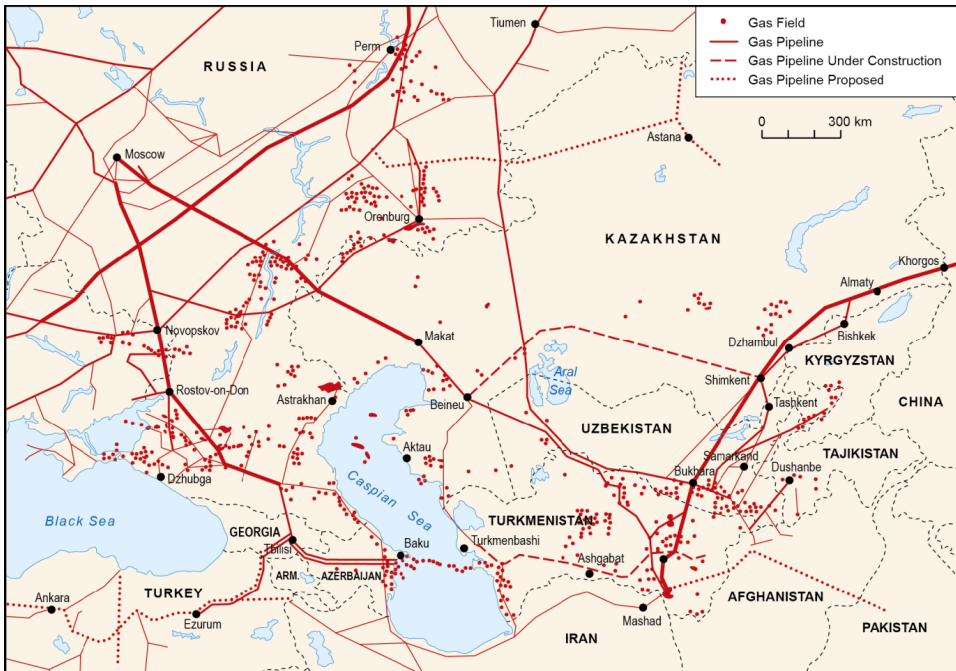 Tiumen
Gas Field
Gas Pipeline
Gas Pipeline Under Construction
Gas Pipeline Proposed
Perm
RUSSIA
0 300 km
Astana
Moscow
Orenburg
KAZAKHSTAN
Khorgos
Almaty
Novopskov
Makat
Dzhambul
Bishkek
KYRGYZSTAN
Aral
Sea
Shimkent
Rostov-on-Don
Astrakhan
Beineu
Tashkent
CHINA
UZBEKISTAN
Aktau
Samarkand
TAJIKISTAN
Dushanbe
Bukhara
Dzhubga
Caspian Sea
Black Sea
TURKMENISTAN
GEORGIA
Tbilisi
Turkmenbashi
Baku
Ashgabat
ARM.
AZERBAIJAN
Ankara
TURKEY
AFGHANISTAN
Ezurum
Mashad
PAKISTAN
IRAN